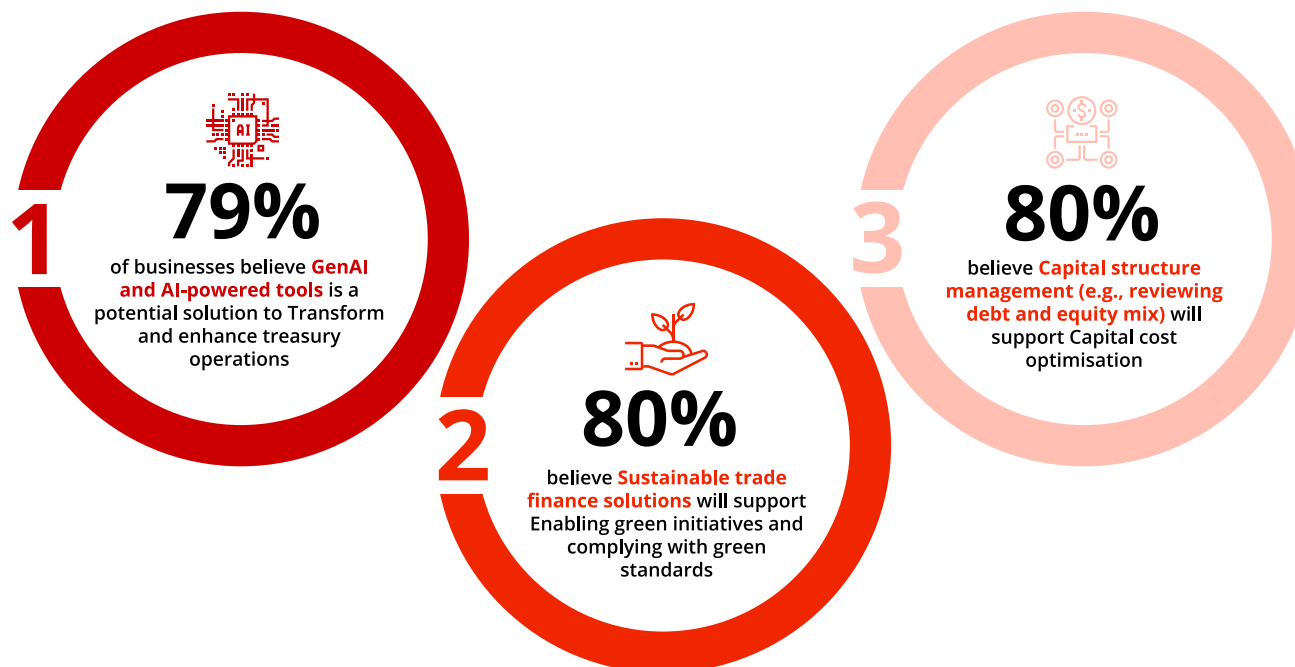 1
AI
79%
of businesses believe GenAI
and AI-powered tools is a
potential solution to Transform
and enhance treasury
operations
2
80%
believe Sustainable trade
finance solutions will support
Enabling green initiatives and
complying with green
standards
3
$
80%
believe Capital structure
management (e.g., reviewing
debt and equity mix) will
support Capital cost
optimisation